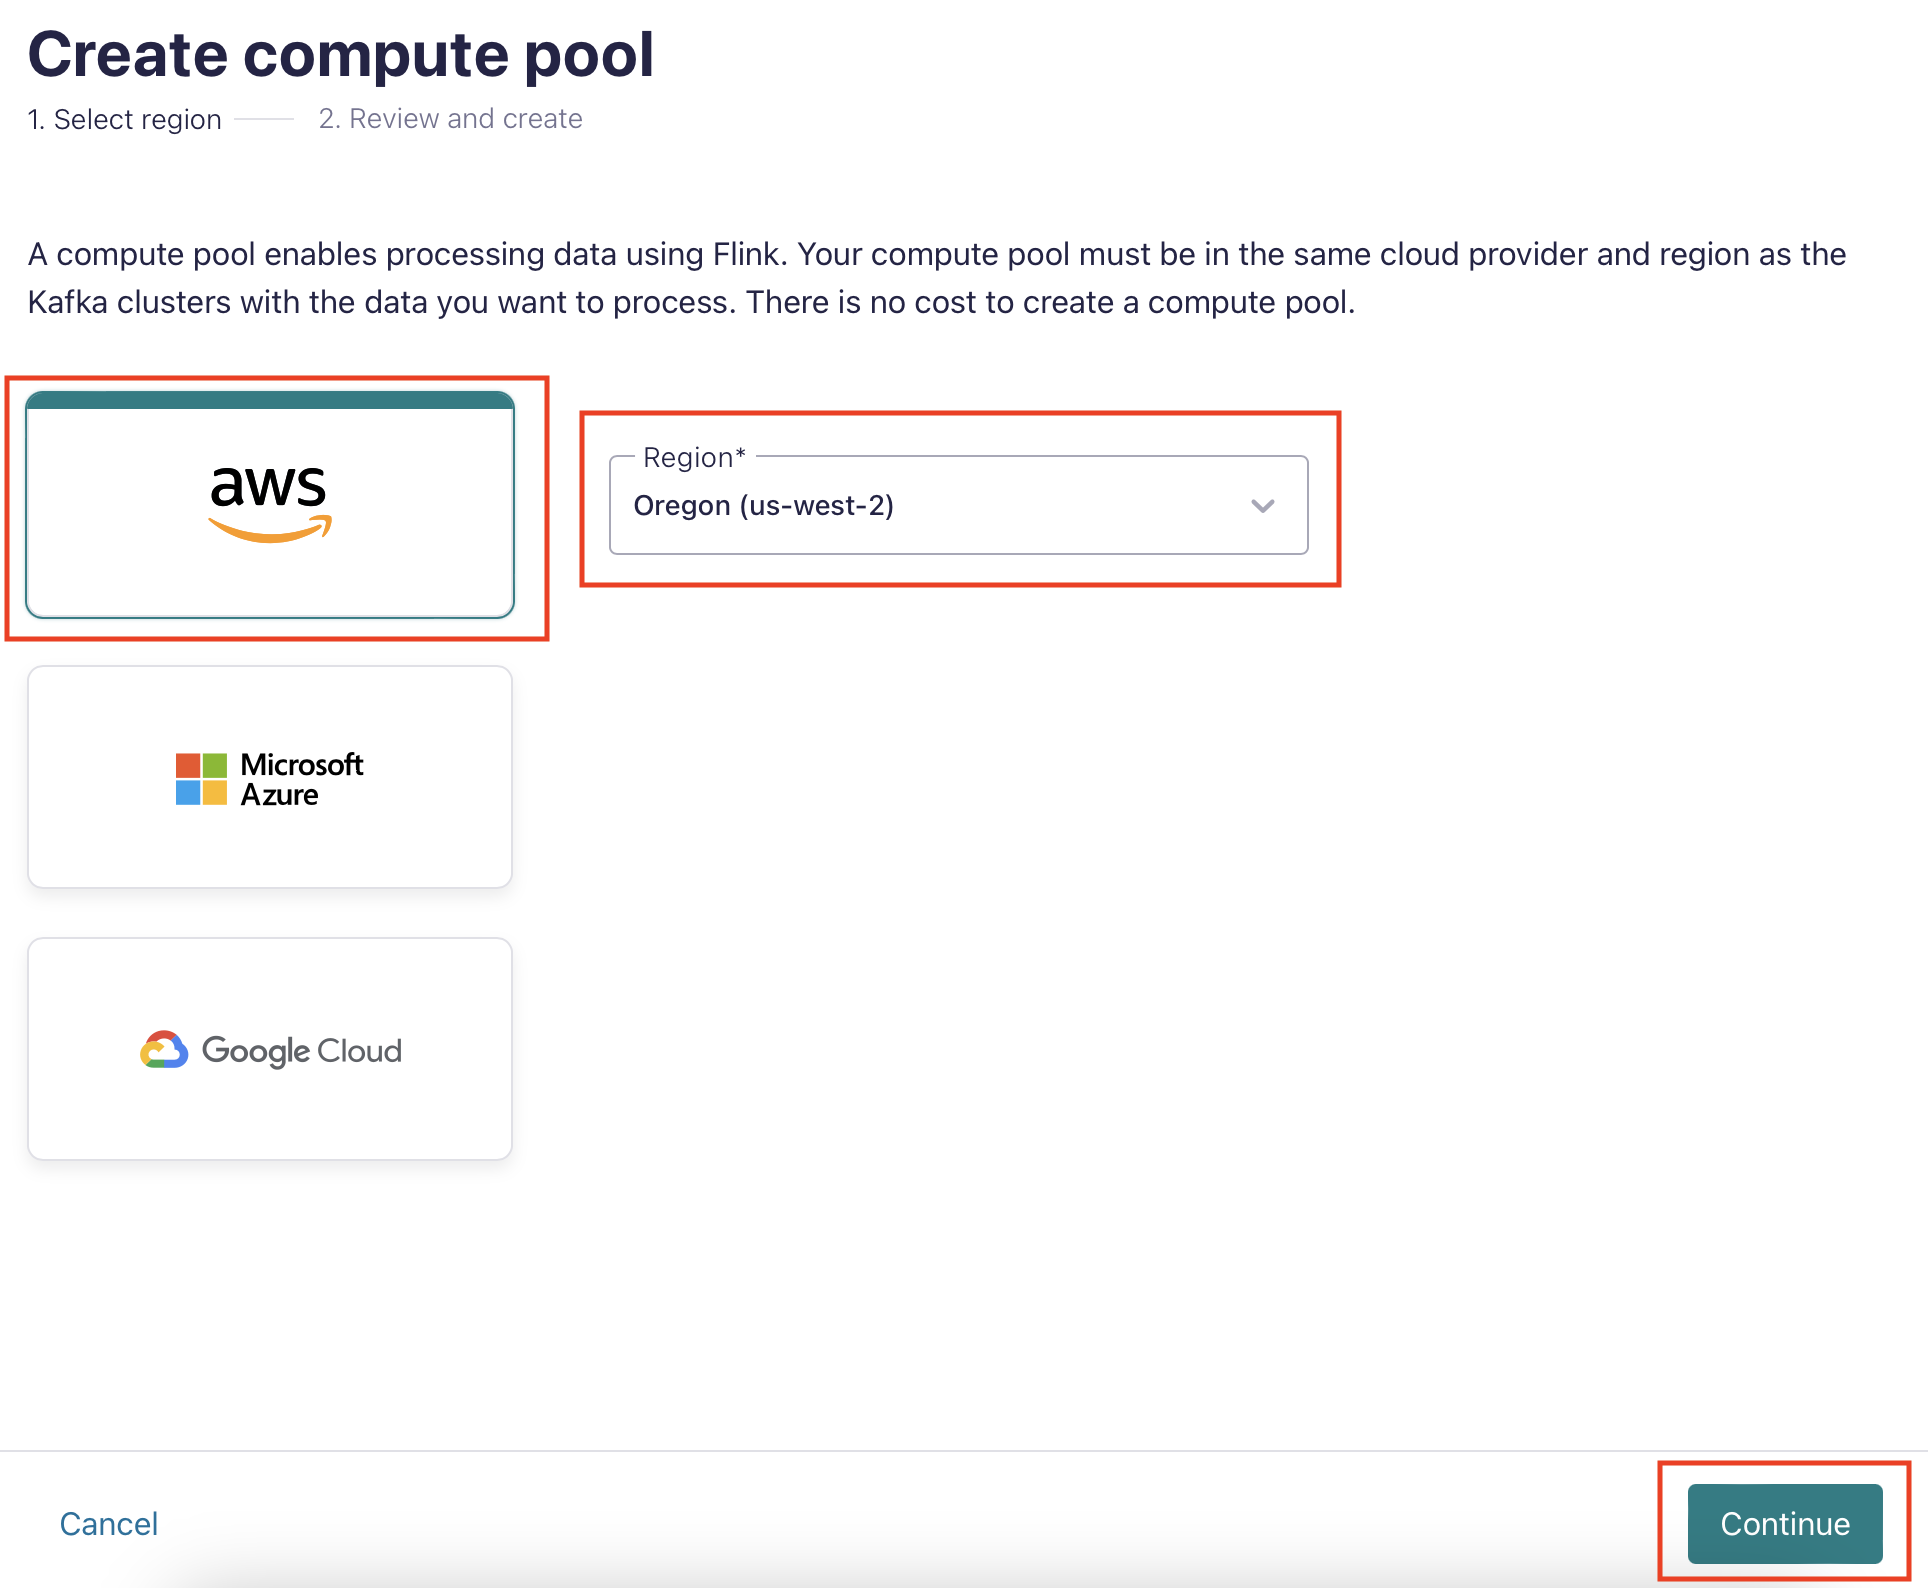 Create compute pool
1. Select region
2. Review and create
A compute pool enables processing data using Flink. Your compute pool must be in the same cloud provider and region as the
Kafka clusters with the data you want to process. There is no cost to create a compute pool.
aws
Region*
Oregon (us-west-2)
Microsoft
Azure
Google Cloud
Cancel
Continue